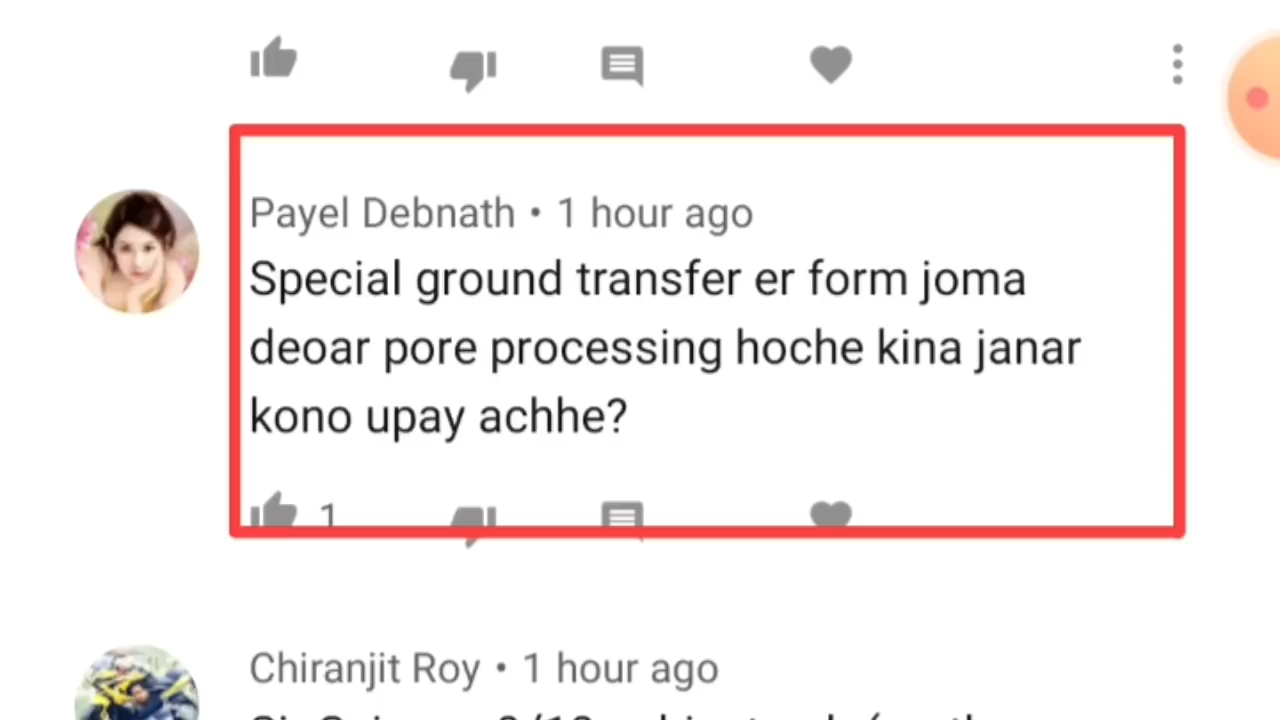 Payel Debnath • 1 hour ago
Special ground transfer er form joma
deoar pore processing hoche kina janar
kono upay achhe?
1
Chiranjit Roy • 1 hour ago